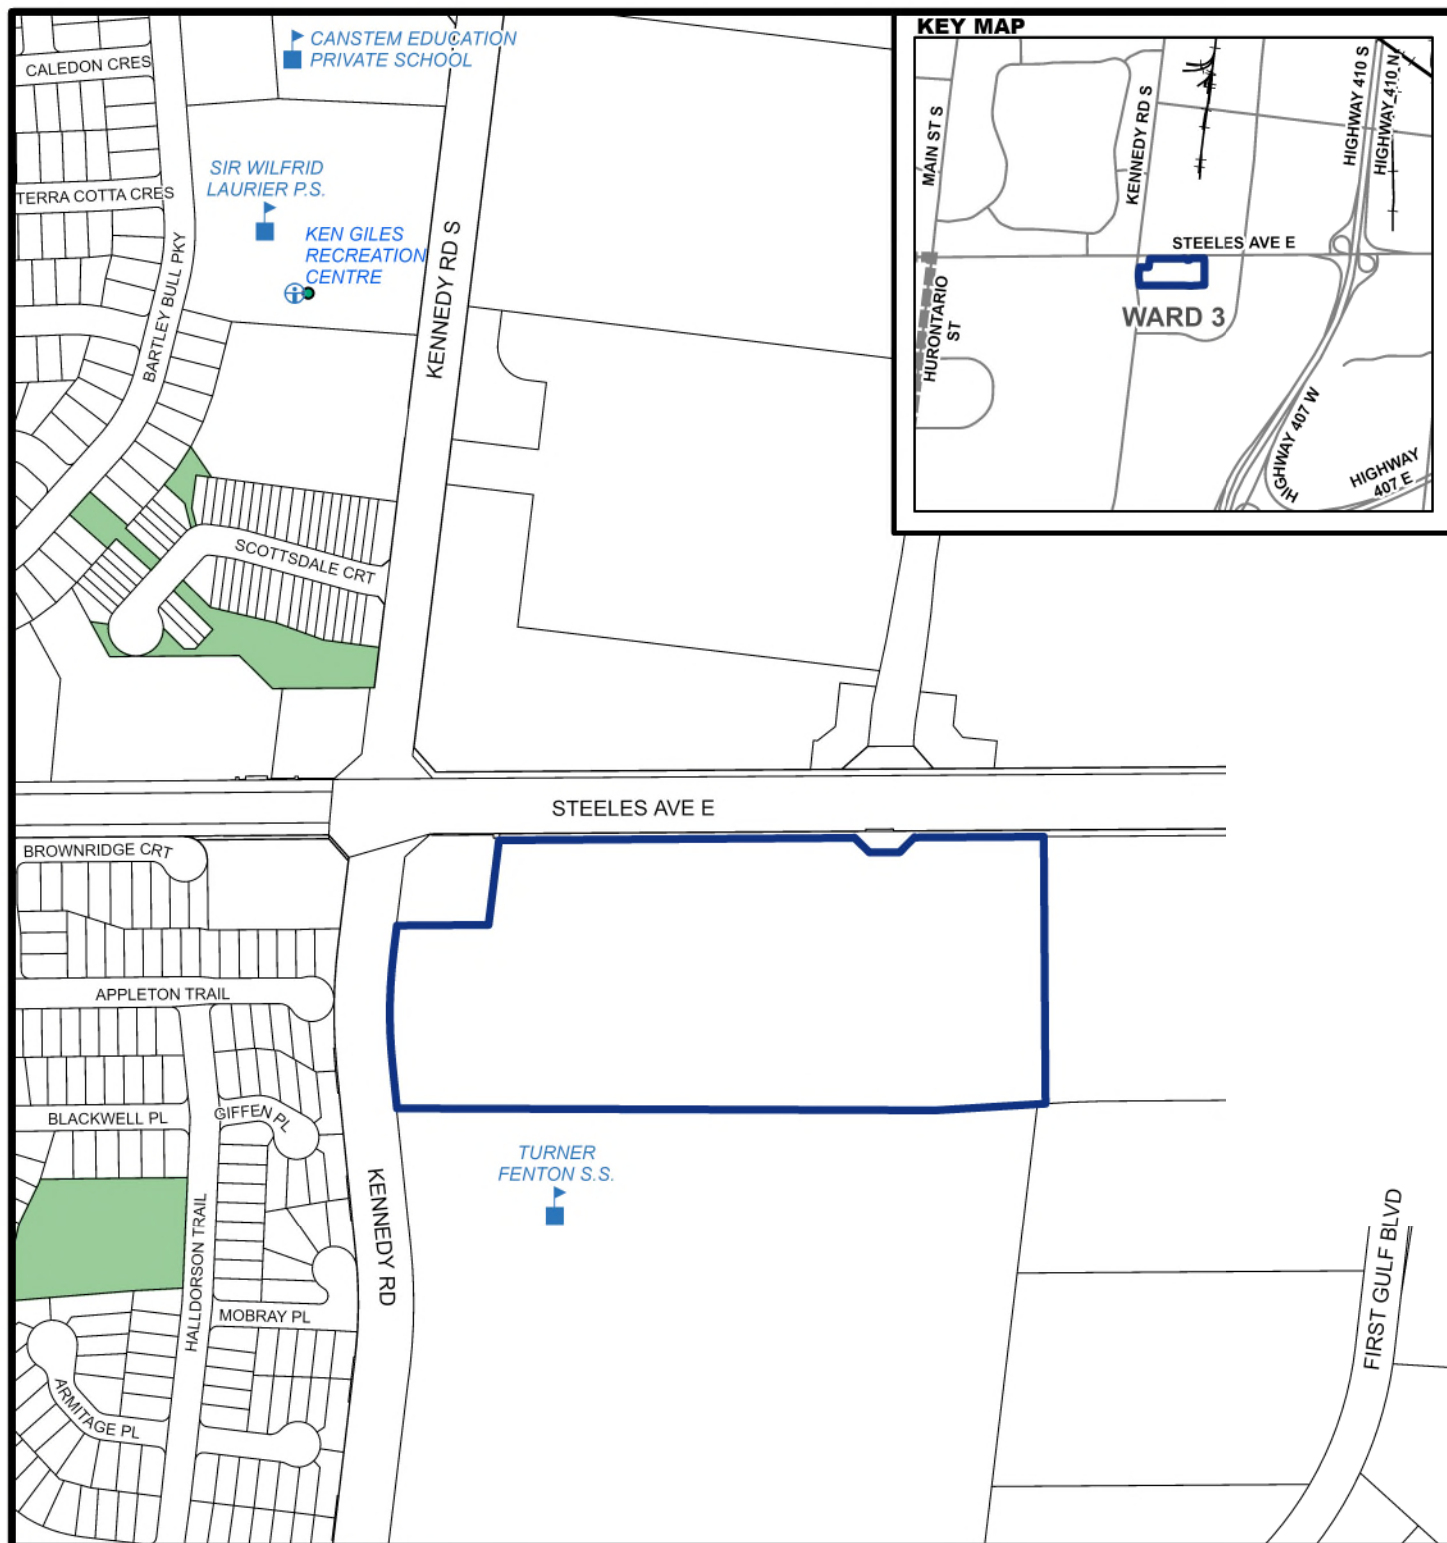 CANSTEM EDUCATION
PRIVATE SCHOOL
CALEDON CRES
SIR WILFRID
LAURIER P.S.
TERRA COTTA CRES
KEN GILES
RECREATION
CENTRE
BARTLEY BULL PKY
KENNEDY RD S
SCOTTSDALE CRT
KEY MAP
MAIN ST S
KENNEDY RD S
HIGHWAY 410 S
HIGHWAY 410 N
STEELES AVE E
WARD 3
HURONTARIO
ST
HIGHWAY 407 W
HIGHWAY
407 E
STEELES AVE E
BROWNRIDGE CRT
APPLETON TRAIL
BLACKWELL PL
GIFFEN PL
TURNER
FENTON S.S.
KENNEDY RD
HALLDORSON TRAIL
MOBRAY PL
ARMITAGE PL
FIRST GULF BLVD